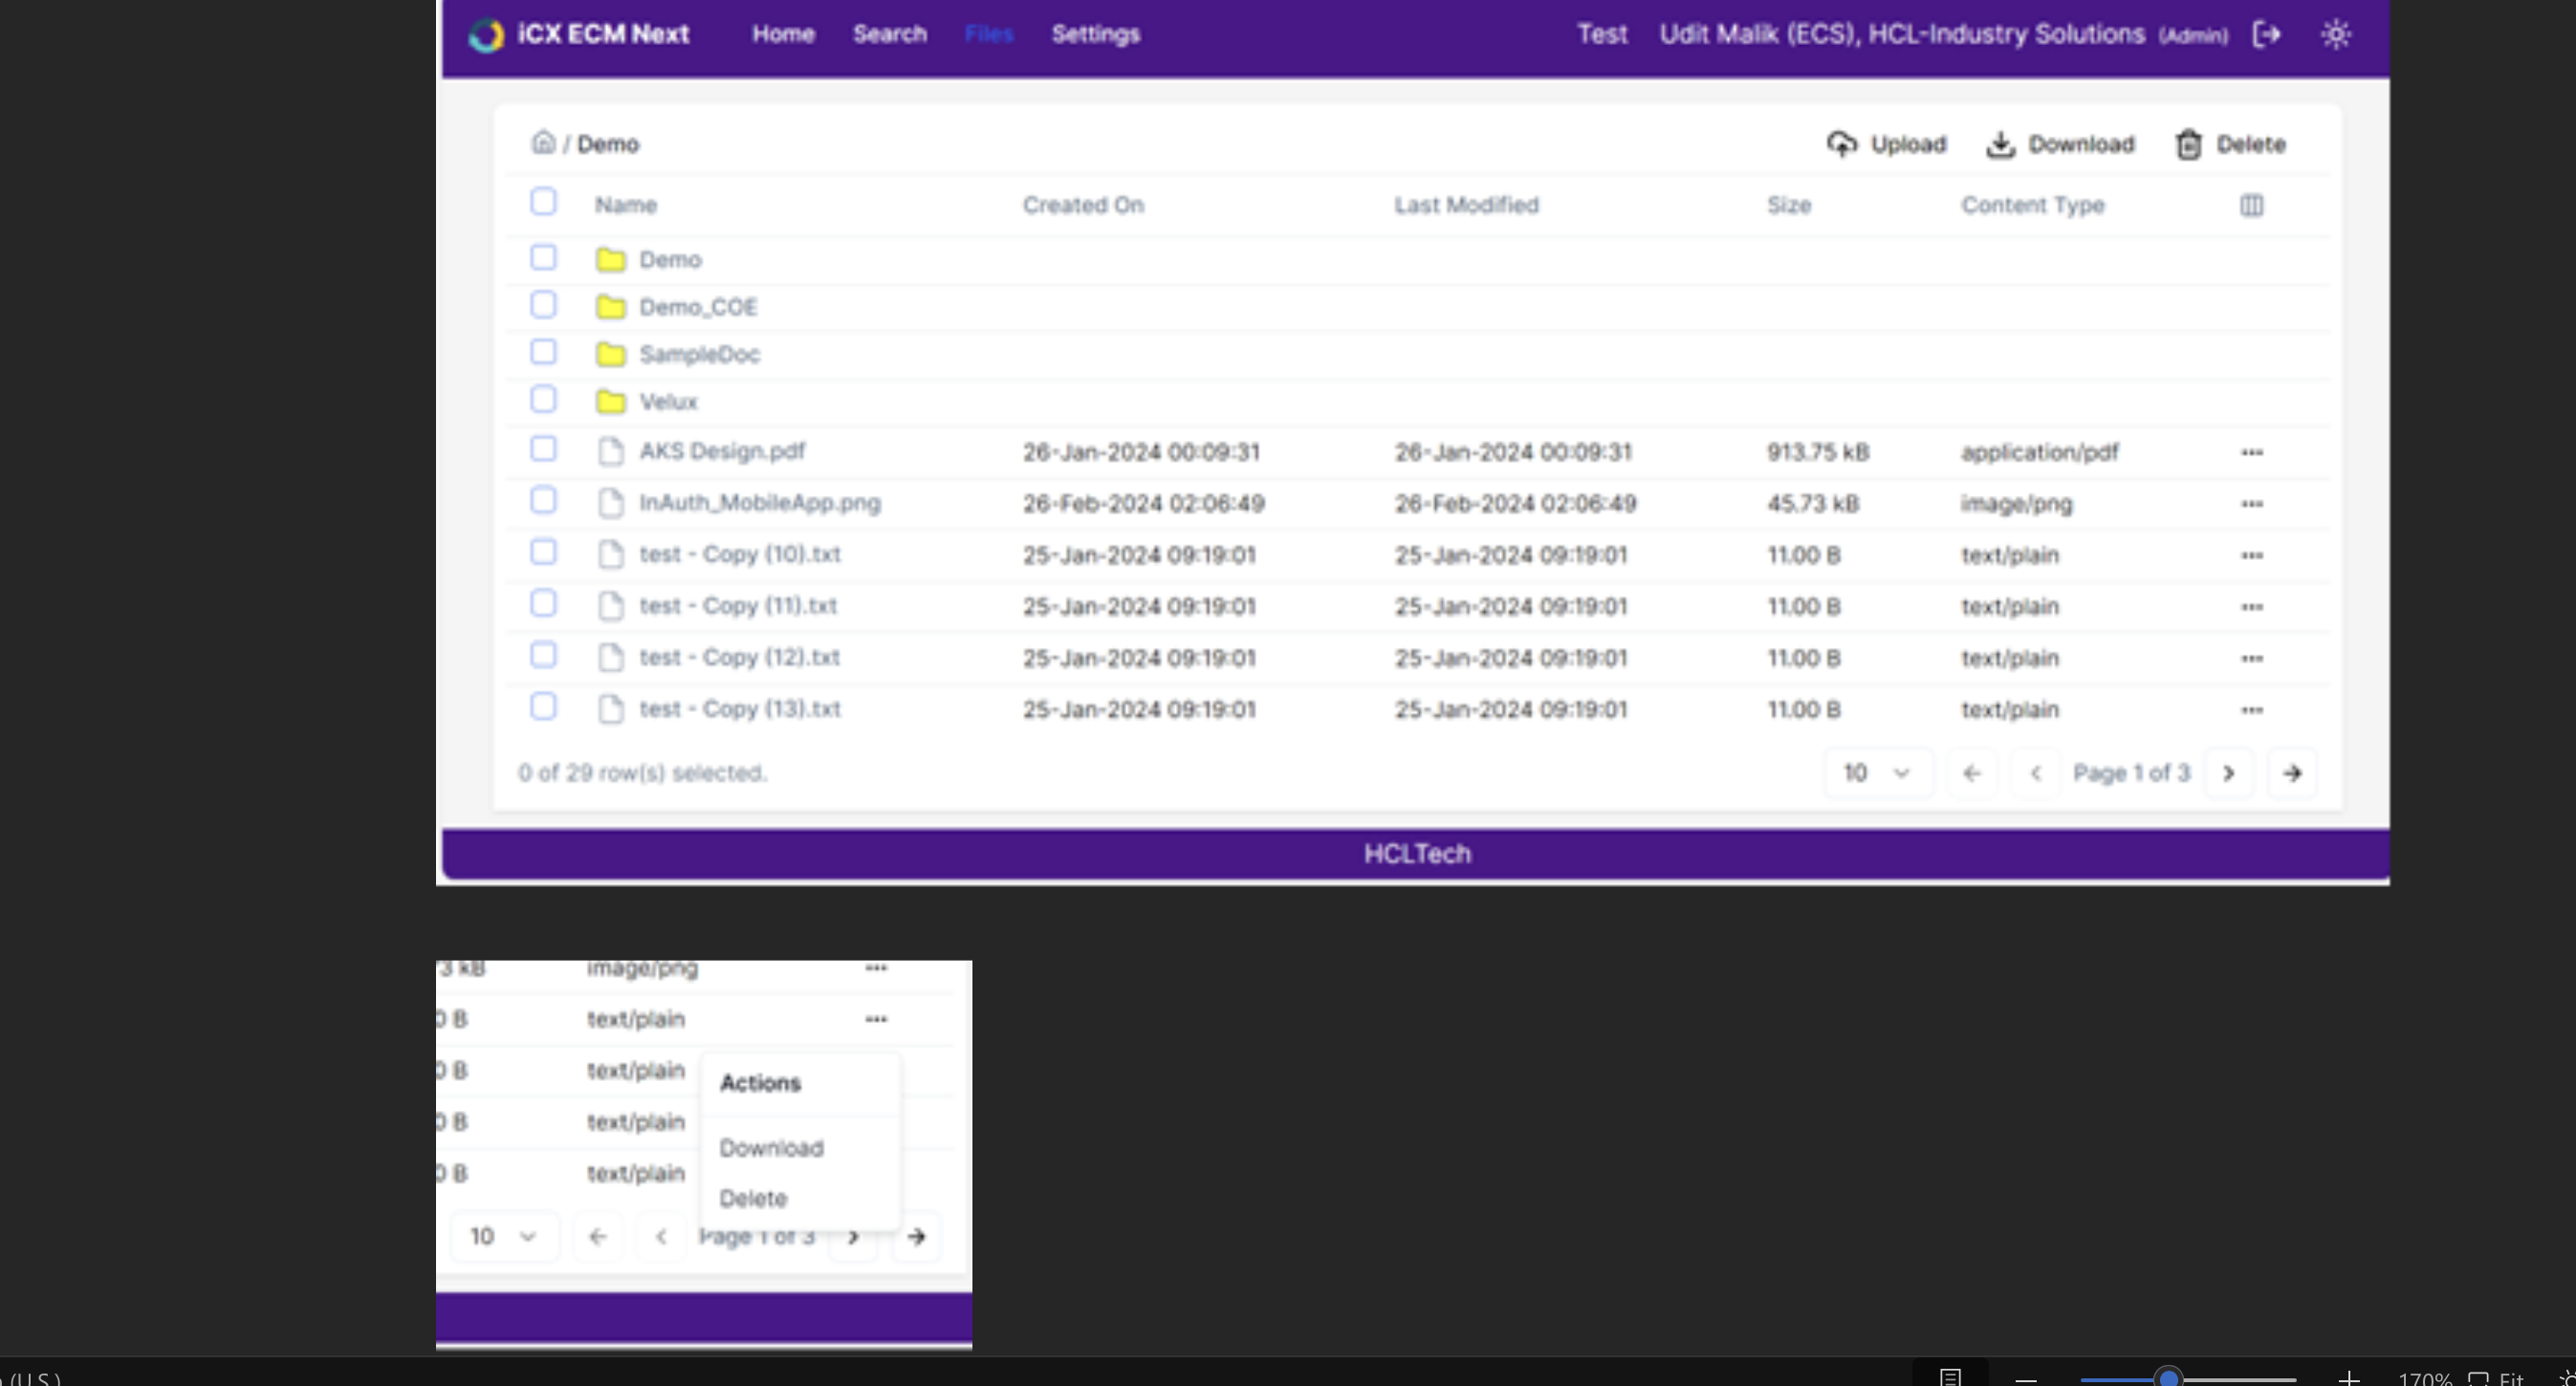 iCX ECM Next Home Search Files Settings Test Udit Malik (ECS), HCL-Industry Solutions (Admin)
/ Demo Upload Download Delete
Name Created On Last Modified Size Content Type
Demo
Demo_COE
SampleDoc
Velux
AKS Design.pdf 26-Jan-2024 00:09:31 26-Jan-2024 00:09:31 913.75 kB application/pdf ...
InAuth_MobileApp.png 26-Feb-2024 02:06:49 26-Feb-2024 02:06:49 45.73 kB image/png ...
test - Copy (10).txt 25-Jan-2024 09:19:01 25-Jan-2024 09:19:01 11.00 B text/plain ...
test - Copy (11).txt 25-Jan-2024 09:19:01 25-Jan-2024 09:19:01 11.00 B text/plain ...
test - Copy (12).txt 25-Jan-2024 09:19:01 25-Jan-2024 09:19:01 11.00 B text/plain ...
test - Copy (13).txt 25-Jan-2024 09:19:01 25-Jan-2024 09:19:01 11.00 B text/plain ...
0 of 29 row(s) selected. 10 Page 1 of 3
HCLTech
3 kB image/png ...
0 B text/plain ...
0 B text/plain
Actions
0 B text/plain
Download
0 B text/plain
Delete
10 Page 1 of 3
(U.S.) 170% Fit